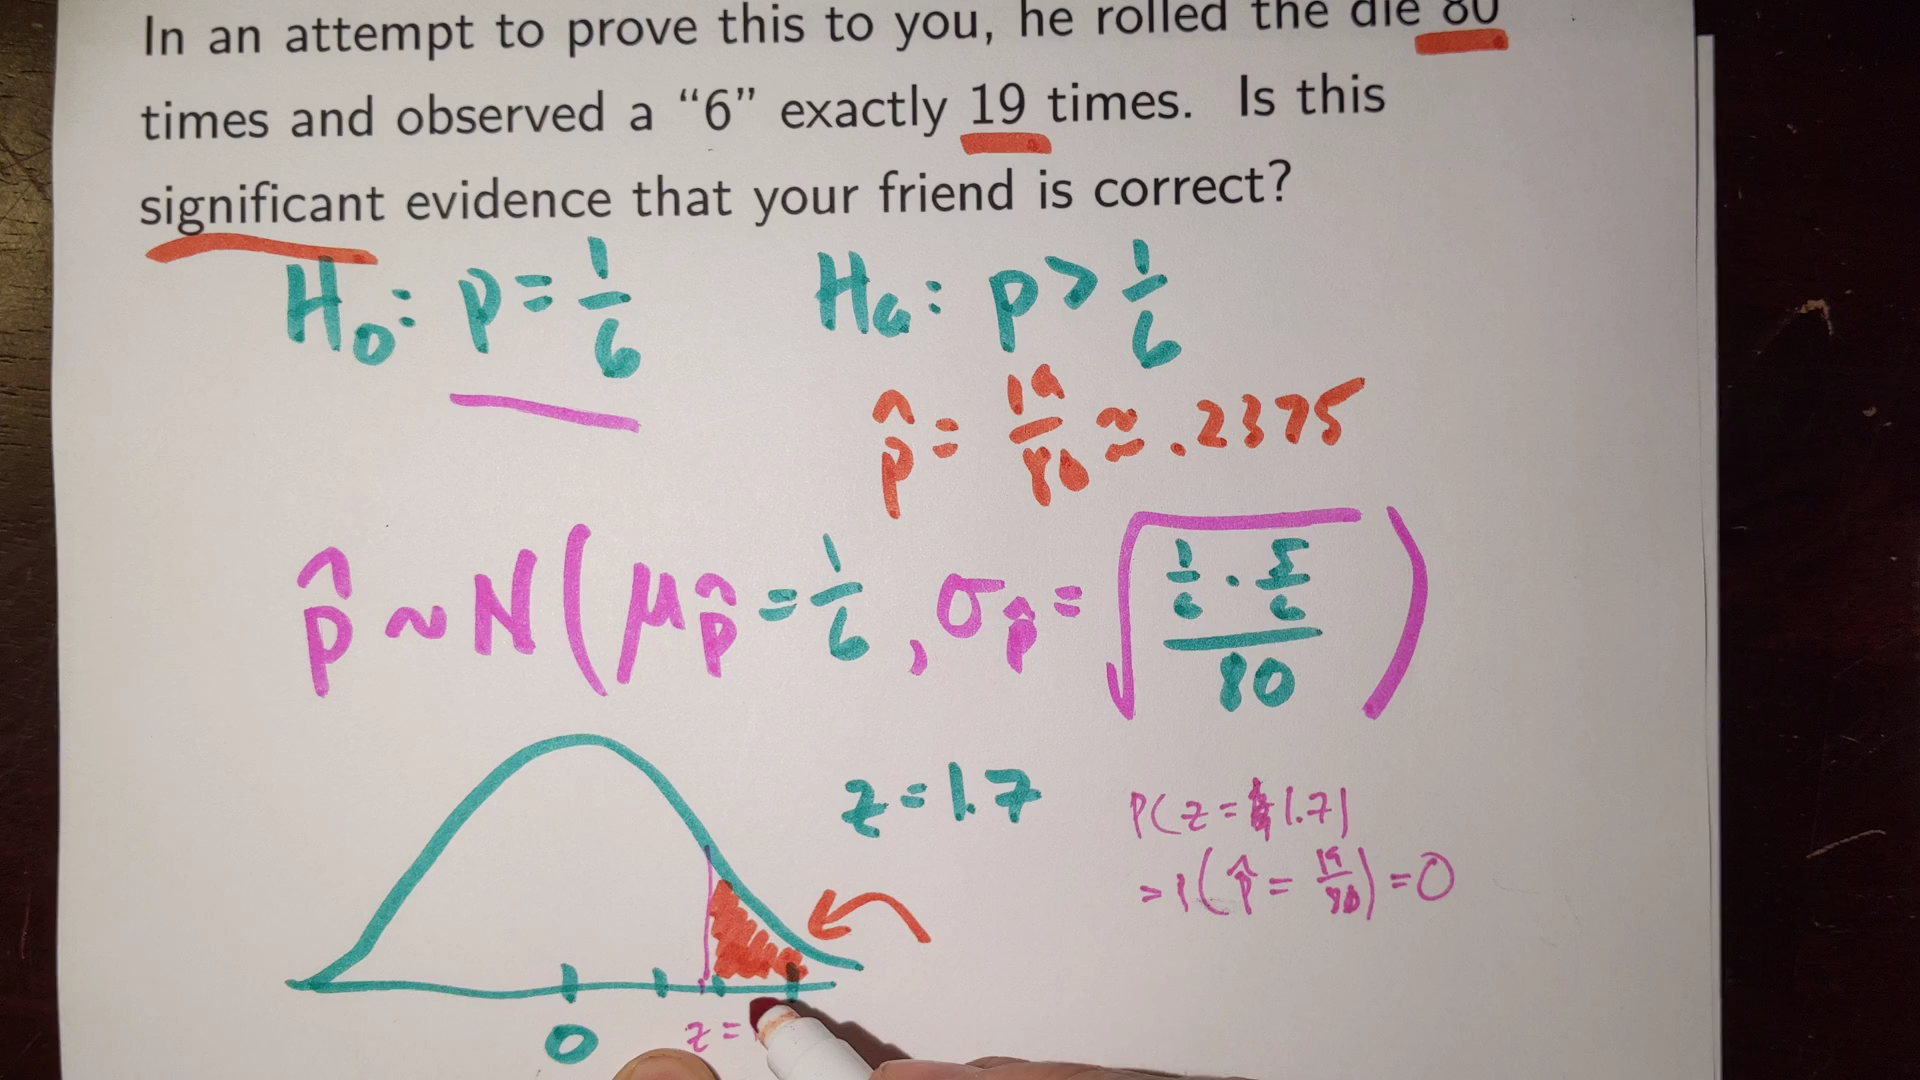 In an attempt to prove this to you, he rolled the die 80
times and observed a “6” exactly 19 times. Is this
significant evidence that your friend is correct?
H₀: p = 1/6 Hₐ: p > 1/6
p̂ = 19/80 ≈ .2375
p̂ ~ N(μp̂ = 1/6, σp̂ = √(1/6 · 5/6 / 80))
z = 1.7
P(z = 1.7)
= P(p̂ = 19/80) = 0
0
z =